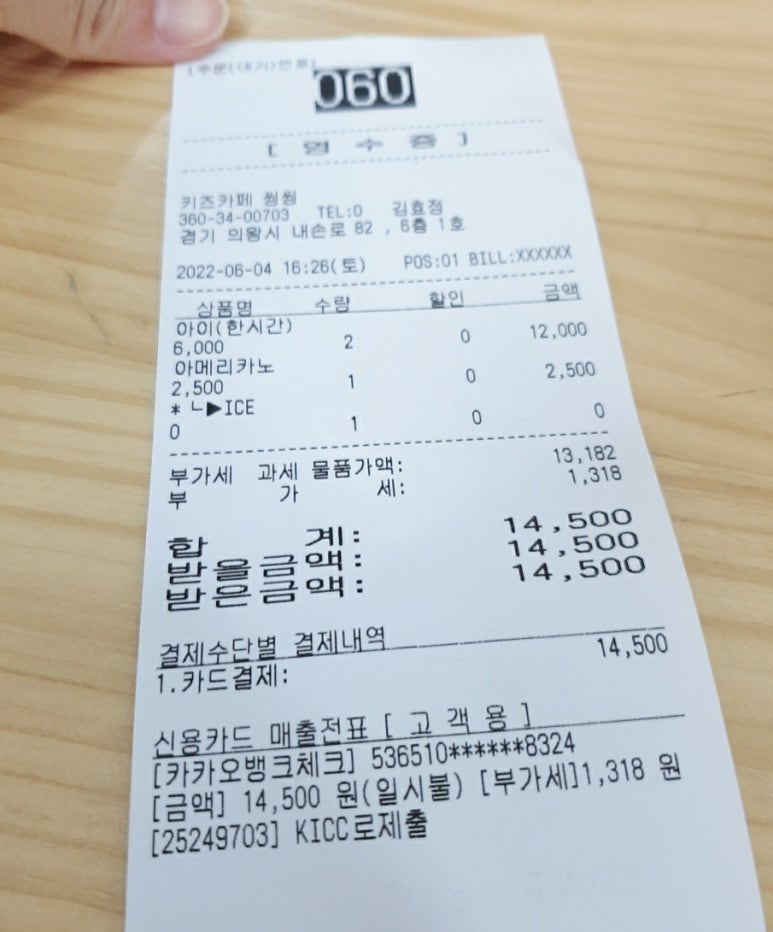 [주문(대기)번호]
060
[ 영 수 증 ]
키즈카페 씽씽
360-34-00703 TEL:0 김효정
경기 의왕시 내손로 82 , 6층 1호
2022-06-04 16:26(토) POS:01 BILL:XXXXXX
상품명 수량 할인 금액
아이(한시간)
6,000 2 0 12,000
아메리카노
2,500 1 0 2,500
* ㄴ▶ICE
0 1 0 0
부가세 과세 물품가액: 13,182
부 가 세: 1,318
합 계: 14,500
받을금액: 14,500
받은금액: 14,500
결제수단별 결제내역
1.카드결제: 14,500
신용카드 매출전표 [ 고 객 용 ]
[카카오뱅크체크] 536510******8324
[금액] 14,500 원(일시불) [부가세]1,318 원
[25249703] KICC로제출